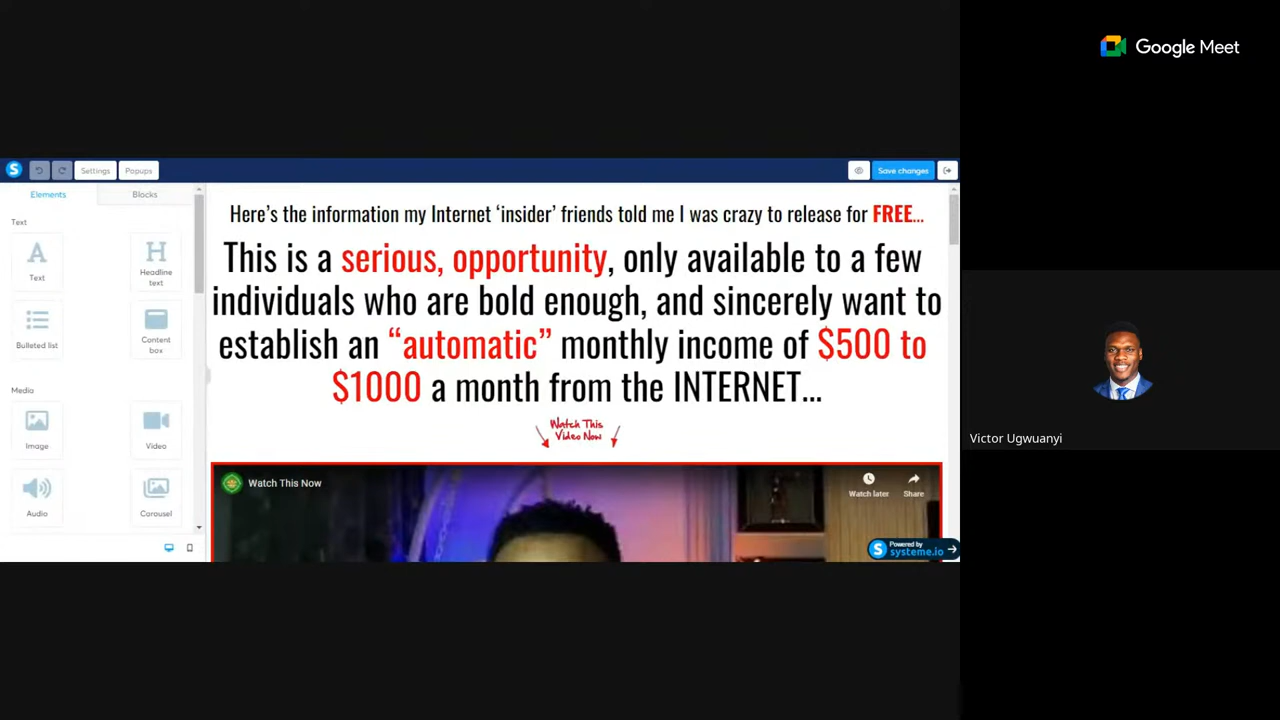 Google Meet
S
Settings
Popups
Save changes
Elements
Blocks
Text
A
Text
H
Headline
text
Bulleted list
Content
box
Media
Image
Video
Audio
Carousel
Here's the information my Internet ‘insider’ friends told me I was crazy to release for FREE...
This is a serious, opportunity, only available to a few
individuals who are bold enough, and sincerely want to
establish an “automatic” monthly income of $500 to
$1000 a month from the INTERNET...
Watch This
Video Now
Watch This Now
Watch later
Share
S
Powered by
systeme.io
Victor Ugwuanyi